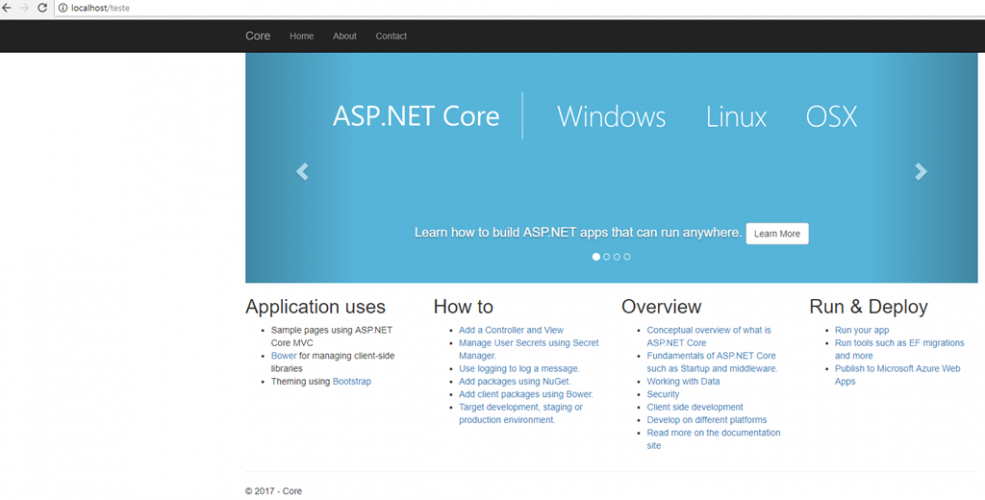 localhost/teste
Core Home About Contact
ASP.NET Core Windows Linux OSX
Learn how to build ASP.NET apps that can run anywhere. Learn More
Application uses
Sample pages using ASP.NET
Core MVC
Bower for managing client-side
libraries
Theming using Bootstrap
How to
Add a Controller and View
Manage User Secrets using Secret
Manager.
Use logging to log a message.
Add packages using NuGet.
Add client packages using Bower.
Target development, staging or
production environment.
Overview
Conceptual overview of what is
ASP.NET Core
Fundamentals of ASP.NET Core
such as Startup and middleware.
Working with Data
Security
Client side development
Develop on different platforms
Read more on the documentation
site
Run & Deploy
Run your app
Run tools such as EF migrations
and more
Publish to Microsoft Azure Web
Apps
© 2017 - Core